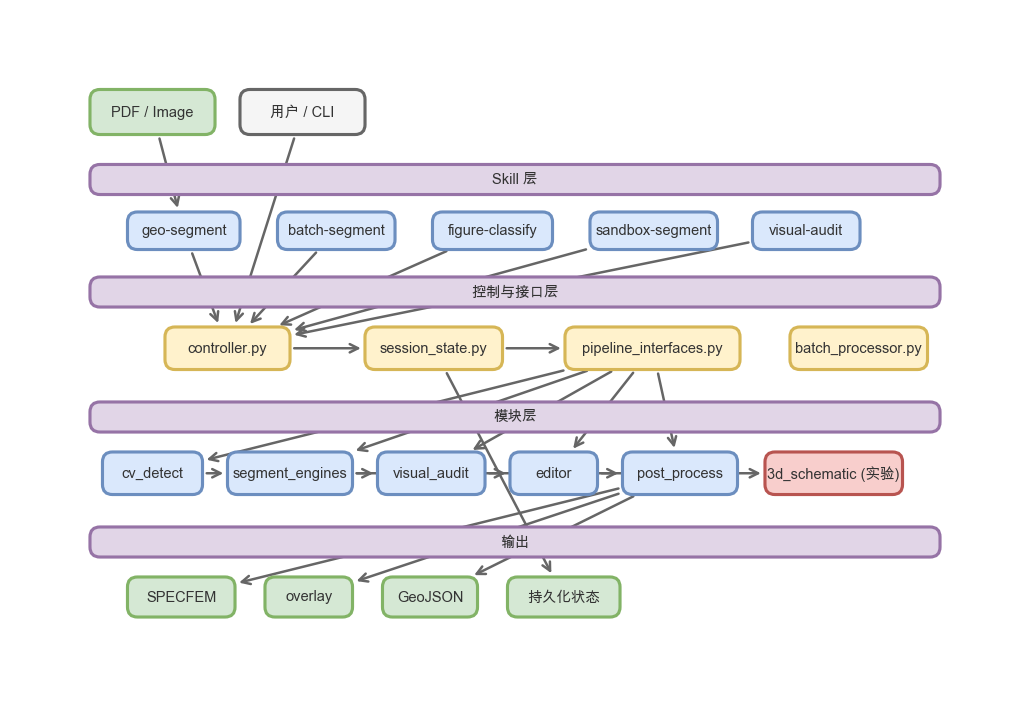 PDF / Image
用户 / CLI
Skill 层
geo-segment
batch-segment
figure-classify
sandbox-segment
visual-audit
控制与接口层
controller.py
session_state.py
pipeline_interfaces.py
batch_processor.py
模块层
cv_detect
segment_engines
visual_audit
editor
post_process
3d_schematic (实验)
输出
SPECFEM
overlay
GeoJSON
持久化状态